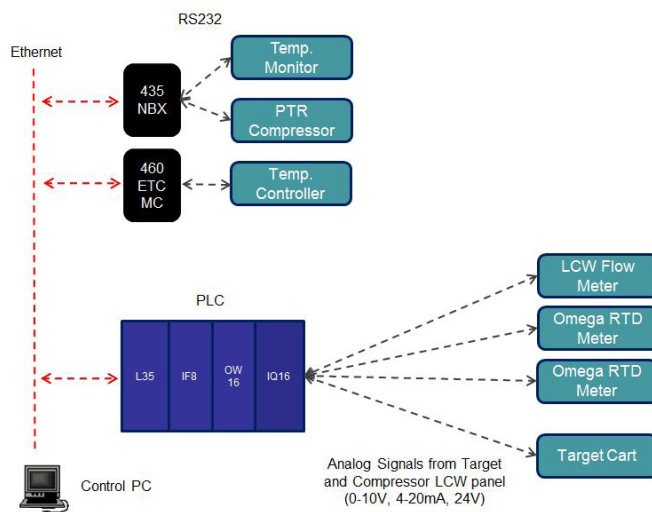 RS232
Ethernet
Temp.
Monitor
435
NBX
PTR
Compressor
460
ETC
MC
Temp.
Controller
PLC
L35
IF8
OW
16
IQ16
LCW Flow
Meter
Omega RTD
Meter
Omega RTD
Meter
Target Cart
Analog Signals from Target
and Compressor LCW panel
(0-10V, 4-20mA, 24V)
Control PC